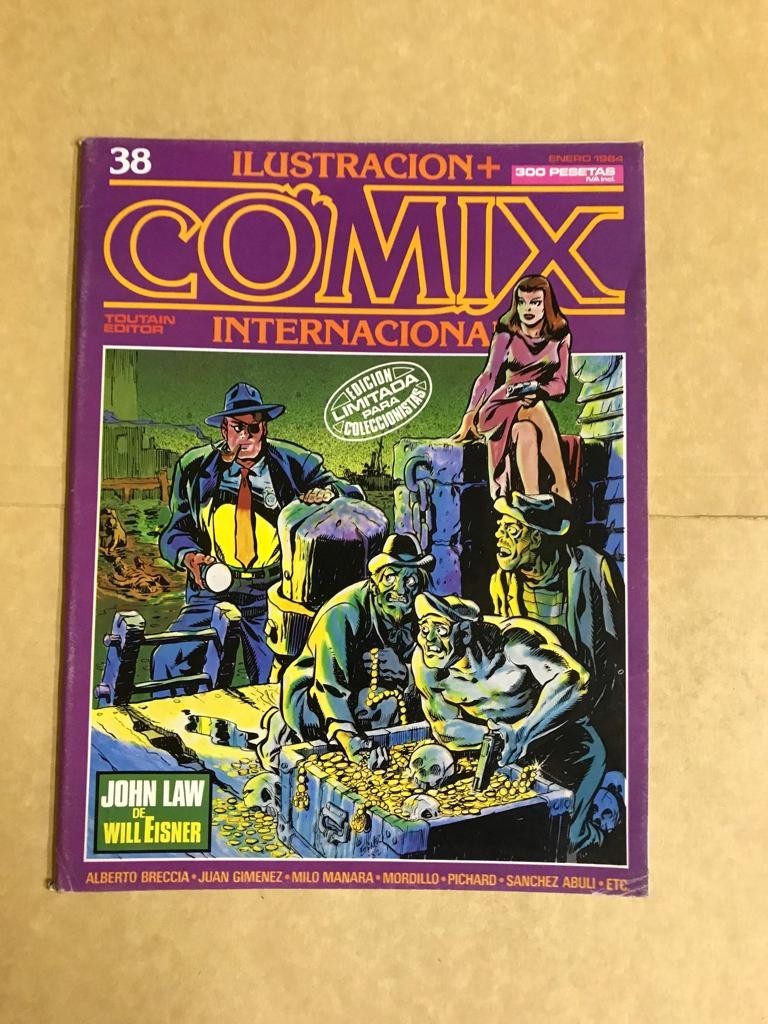 38
ILUSTRACION+
ENERO 1984
300 PESETAS
IVA incl.
COMIX
TOUTAIN
EDITOR
INTERNACIONA
EDICION
LIMITADA
PARA
COLECCIONISTAS
JOHN LAW
DE
WILL EISNER
ALBERTO BRECCIA • JUAN GIMENEZ • MILO MANARA • MORDILLO • PICHARD • SANCHEZ ABULI • ETC